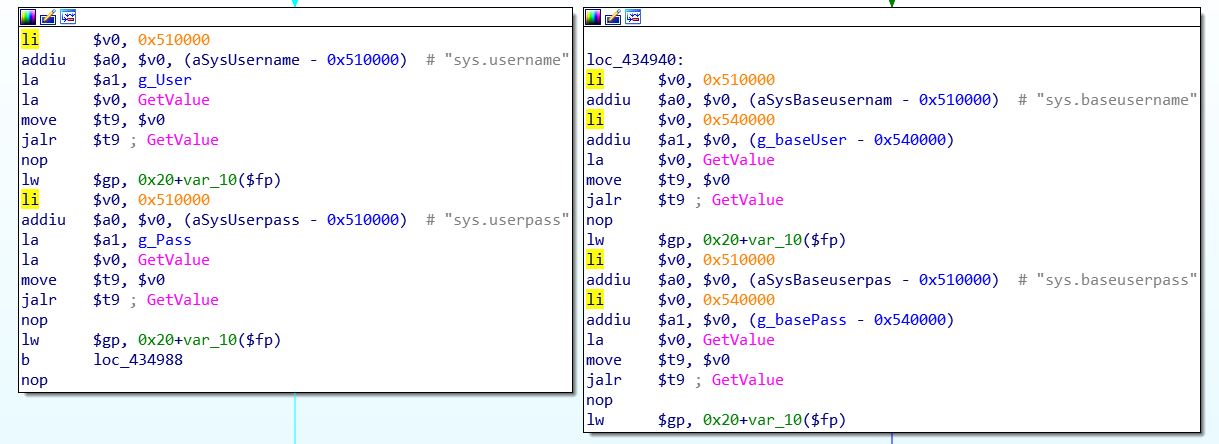 li $v0, 0x510000
addiu $a0, $v0, (aSysUsername - 0x510000) # "sys.username"
la $a1, g_User
la $v0, GetValue
move $t9, $v0
jalr $t9 ; GetValue
nop
lw $gp, 0x20+var_10($fp)
li $v0, 0x510000
addiu $a0, $v0, (aSysUserpass - 0x510000) # "sys.userpass"
la $a1, g_Pass
la $v0, GetValue
move $t9, $v0
jalr $t9 ; GetValue
nop
lw $gp, 0x20+var_10($fp)
b loc_434988
nop
loc_434940:
li $v0, 0x510000
addiu $a0, $v0, (aSysBaseusernam - 0x510000) # "sys.baseusername"
li $v0, 0x540000
addiu $a1, $v0, (g_baseUser - 0x540000)
la $v0, GetValue
move $t9, $v0
jalr $t9 ; GetValue
nop
lw $gp, 0x20+var_10($fp)
li $v0, 0x510000
addiu $a0, $v0, (aSysBaseuserpas - 0x510000) # "sys.baseuserpass"
li $v0, 0x540000
addiu $a1, $v0, (g_basePass - 0x540000)
la $v0, GetValue
move $t9, $v0
jalr $t9 ; GetValue
nop
lw $gp, 0x20+var_10($fp)